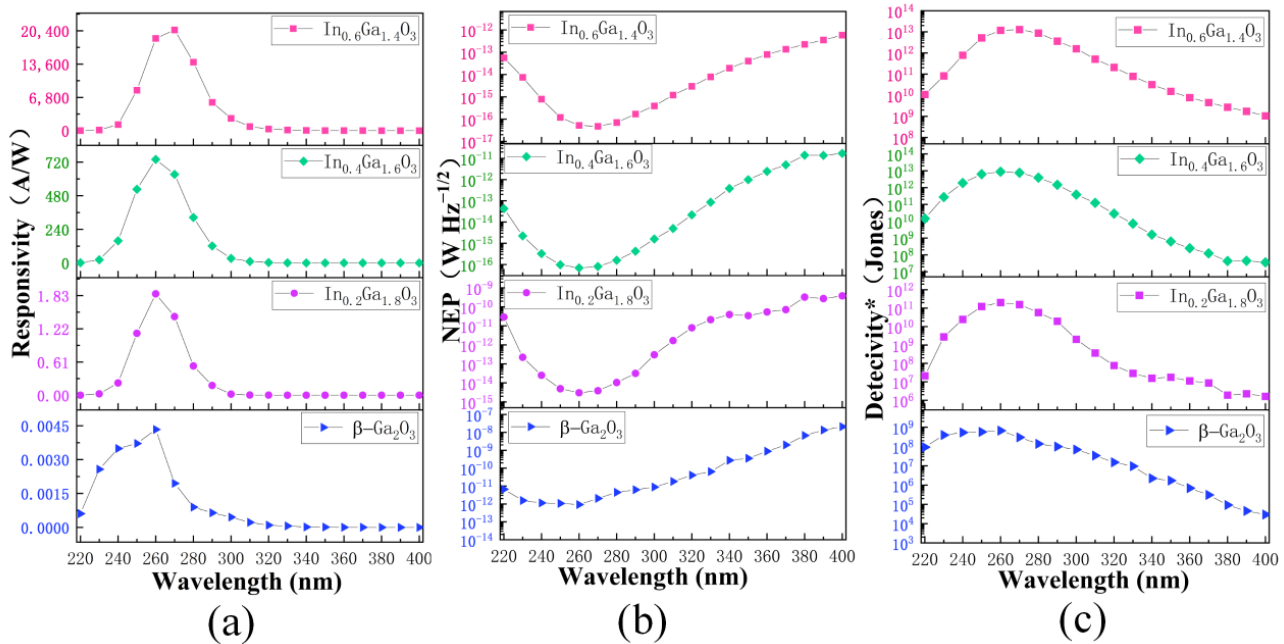 Responsivity (A/W)
20,400
13,600
6,800
0
In0.6Ga1.4O3
720
480
240
0
In0.4Ga1.6O3
1.83
1.22
0.61
0.00
In0.2Ga1.8O3
0.0045
0.0030
0.0015
0.0000
β-Ga2O3
220 240 260 280 300 320 340 360 380 400
Wavelength (nm)
(a)
NEP (W Hz-1/2)
10-12
10-13
10-14
10-15
10-16
10-17
In0.6Ga1.4O3
10-11
10-12
10-13
10-14
10-15
10-16
In0.4Ga1.6O3
10-9
10-10
10-11
10-12
10-13
10-14
10-15
In0.2Ga1.8O3
10-7
10-8
10-9
10-10
10-11
10-12
10-13
10-14
β-Ga2O3
220 240 260 280 300 320 340 360 380 400
Wavelength (nm)
(b)
Detecivity* (Jones)
1014
1013
1012
1011
1010
109
108
In0.6Ga1.4O3
1014
1013
1012
1011
1010
109
108
107
In0.4Ga1.6O3
1012
1011
1010
109
108
107
106
In0.2Ga1.8O3
109
108
107
106
105
104
β-Ga2O3
220 240 260 280 300 320 340 360 380 400
Wavelength (nm)
(c)